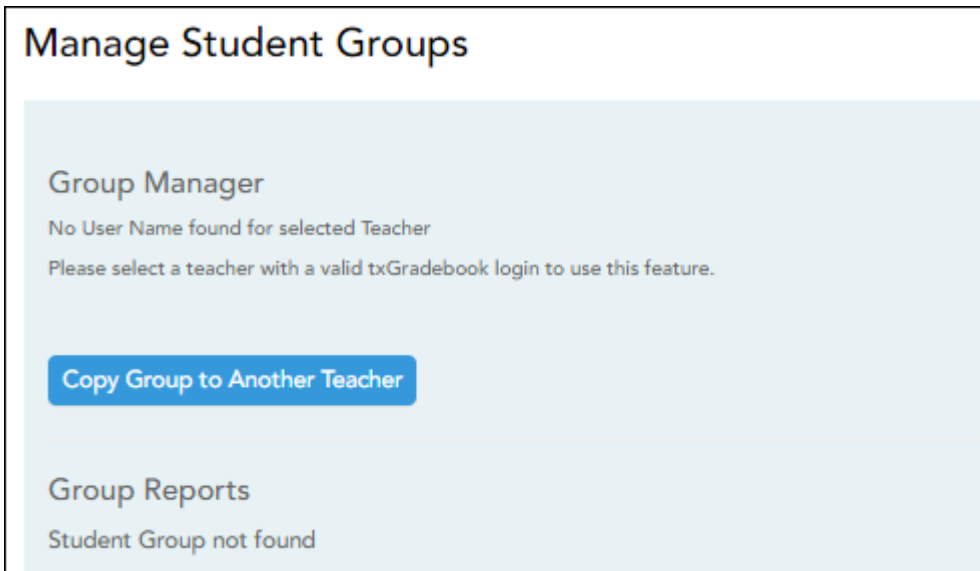 Manage Student Groups
Group Manager
No User Name found for selected Teacher
Please select a teacher with a valid txGradebook login to use this feature.
Copy Group to Another Teacher
Group Reports
Student Group not found